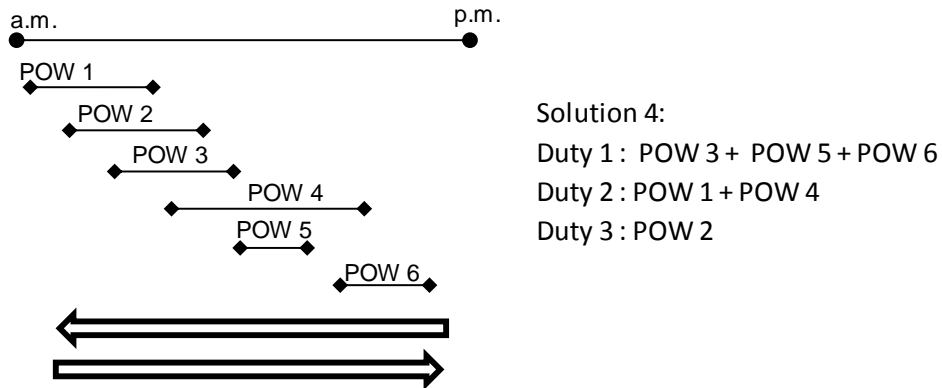 a.m.
p.m.
POW 1
POW 2
POW 3
POW 4
POW 5
POW 6
Solution 4:
Duty 1 : POW 3 + POW 5 + POW 6
Duty 2 : POW 1 + POW 4
Duty 3 : POW 2